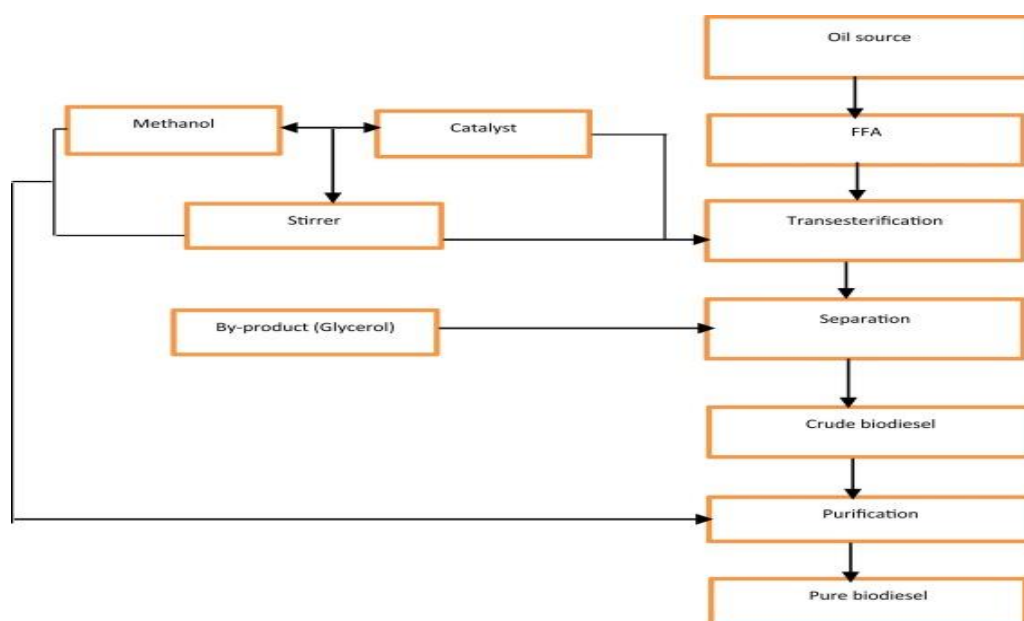 Oil source
Methanol
Catalyst
FFA
Stirrer
Transesterification
By-product (Glycerol)
Separation
Crude biodiesel
Purification
Pure biodiesel